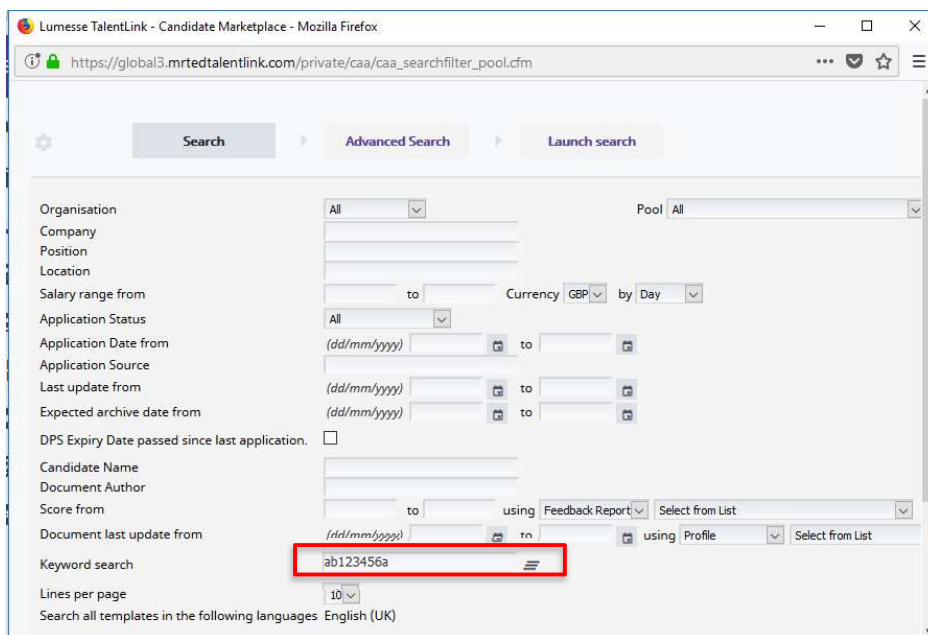 Lumesse TalentLink - Candidate Marketplace - Mozilla Firefox
https://global3.mrtedtalentlink.com/private/caa/caa_searchfilter_pool.cfm
Search Advanced Search Launch search
Organisation All Pool All
Company
Position
Location
Salary range from to Currency GBP by Day
Application Status All
Application Date from (dd/mm/yyyy) to
Application Source
Last update from (dd/mm/yyyy) to
Expected archive date from (dd/mm/yyyy) to
DPS Expiry Date passed since last application.
Candidate Name
Document Author
Score from to using Feedback Report Select from List
Document last update from (dd/mm/yyyy) to using Profile Select from List
Keyword search ab123456a
Lines per page 10
Search all templates in the following languages English (UK)